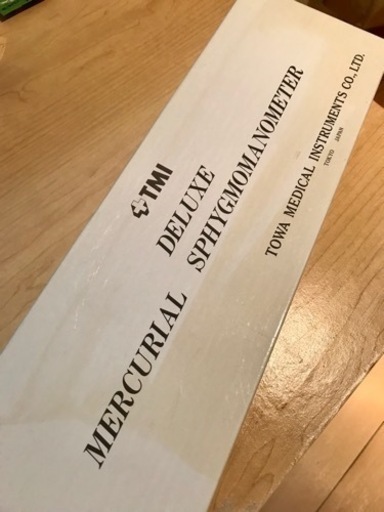 TMI
DELUXE
MERCURIAL SPHYGMOMANOMETER
TOWA MEDICAL INSTRUMENTS CO., LTD.
TOKYO JAPAN